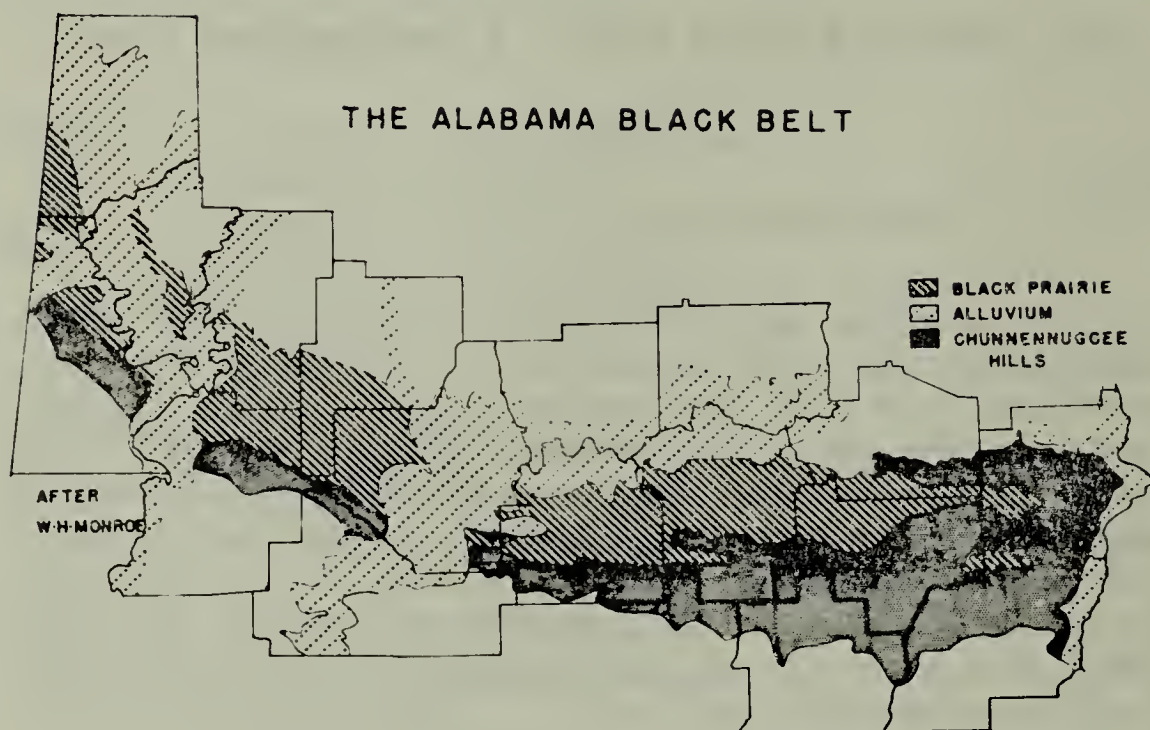 THE ALABAMA BLACK BELT
BLACK PRAIRIE
ALLUVIUM
CHUNNENNUGGEE
HILLS
AFTER
W·H·MONROE